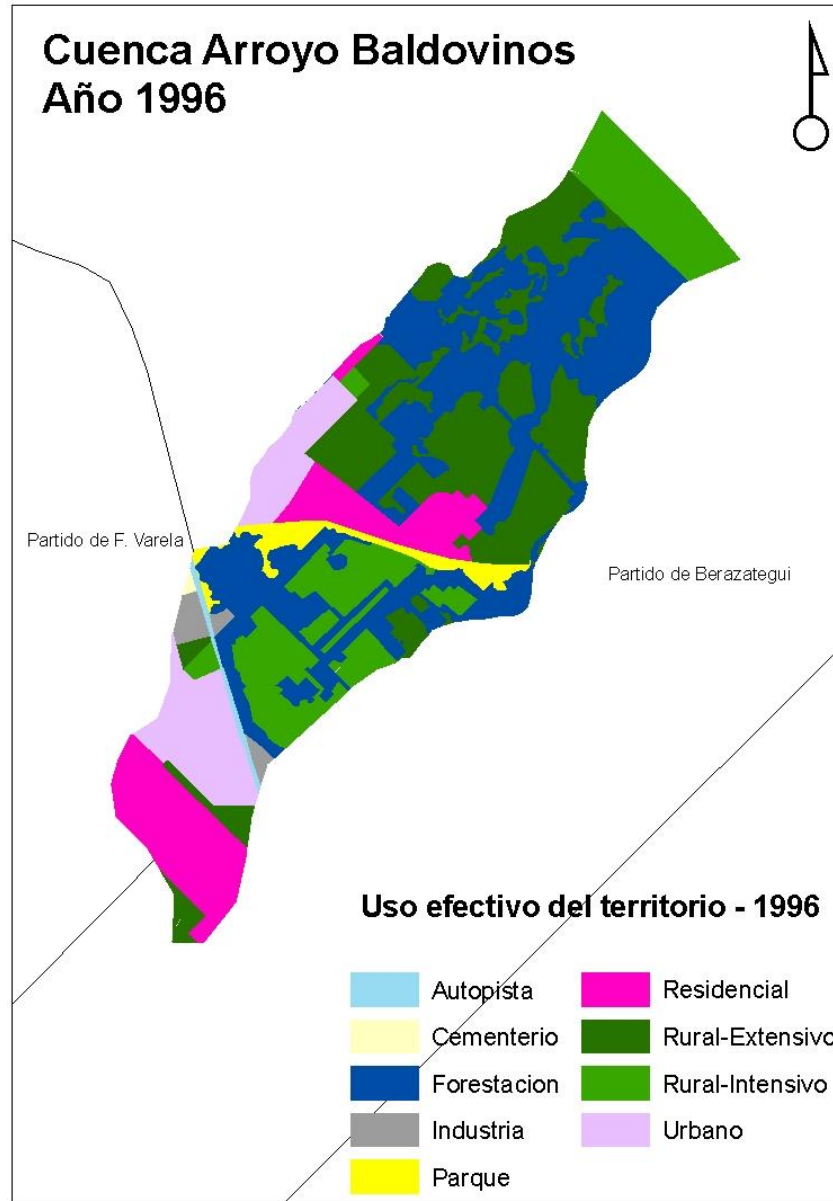 Cuenca Arroyo Baldovinos
Año 1996
Partido de F. Varela
Partido de Berazategui
Uso efectivo del territorio - 1996
Autopista
Cementerio
Forestacion
Industria
Parque
Residencial
Rural-Extensivo
Rural-Intensivo
Urbano